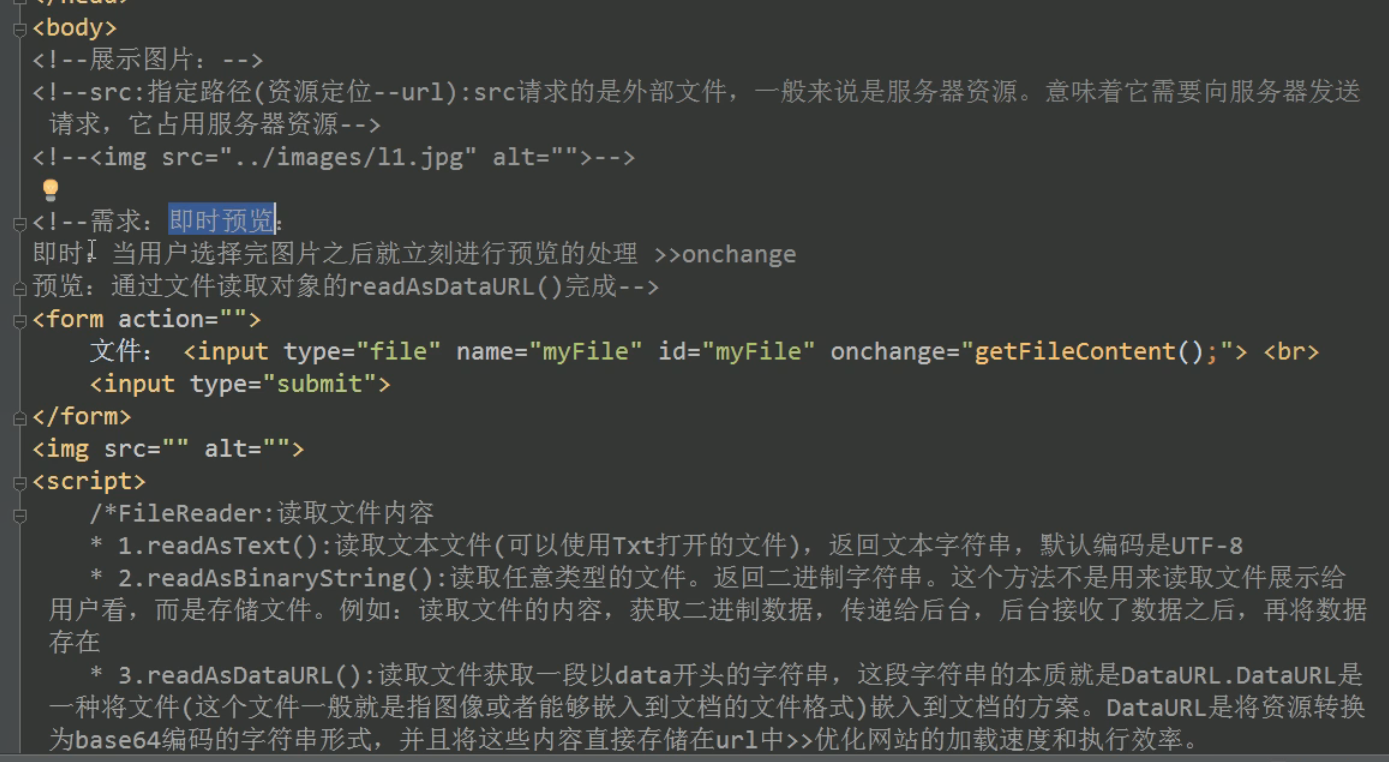 <body>
<!--展示图片：-->
<!--src:指定路径(资源定位--url):src请求的是外部文件，一般来说是服务器资源。意味着它需要向服务器发送
请求，它占用服务器资源-->
<!--<img src="../images/l1.jpg" alt="">-->
<!--需求：即时预览：
即时：当用户选择完图片之后就立刻进行预览的处理 >>onchange
预览：通过文件读取对象的readAsDataURL()完成-->
<form action="">
文件： <input type="file" name="myFile" id="myFile" onchange="getFileContent();"> <br>
<input type="submit">
</form>
<img src="" alt="">
<script>
/*FileReader:读取文件内容
* 1.readAsText():读取文本文件(可以使用Txt打开的文件)，返回文本字符串，默认编码是UTF-8
* 2.readAsBinaryString():读取任意类型的文件。返回二进制字符串。这个方法不是用来读取文件展示给
用户看，而是存储文件。例如：读取文件的内容，获取二进制数据，传递给后台，后台接收了数据之后，再将数据
存在
* 3.readAsDataURL():读取文件获取一段以data开头的字符串，这段字符串的本质就是DataURL.DataURL是
一种将文件(这个文件一般就是指图像或者能够嵌入到文档的文件格式)嵌入到文档的方案。DataURL是将资源转换
为base64编码的字符串形式，并且将这些内容直接存储在url中>>优化网站的加载速度和执行效率。